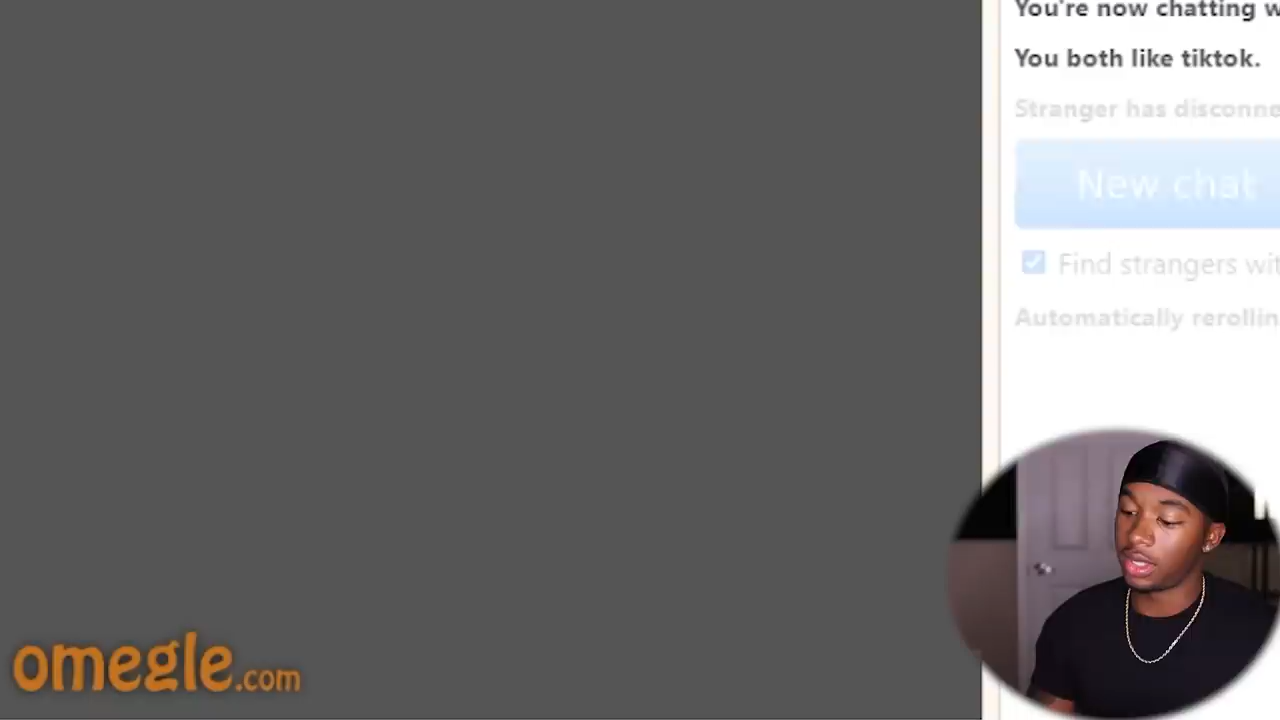 You're now chatting w
You both like tiktok.
Stranger has disconne
New chat
Find strangers wit
Automatically rerollin
omegle.com